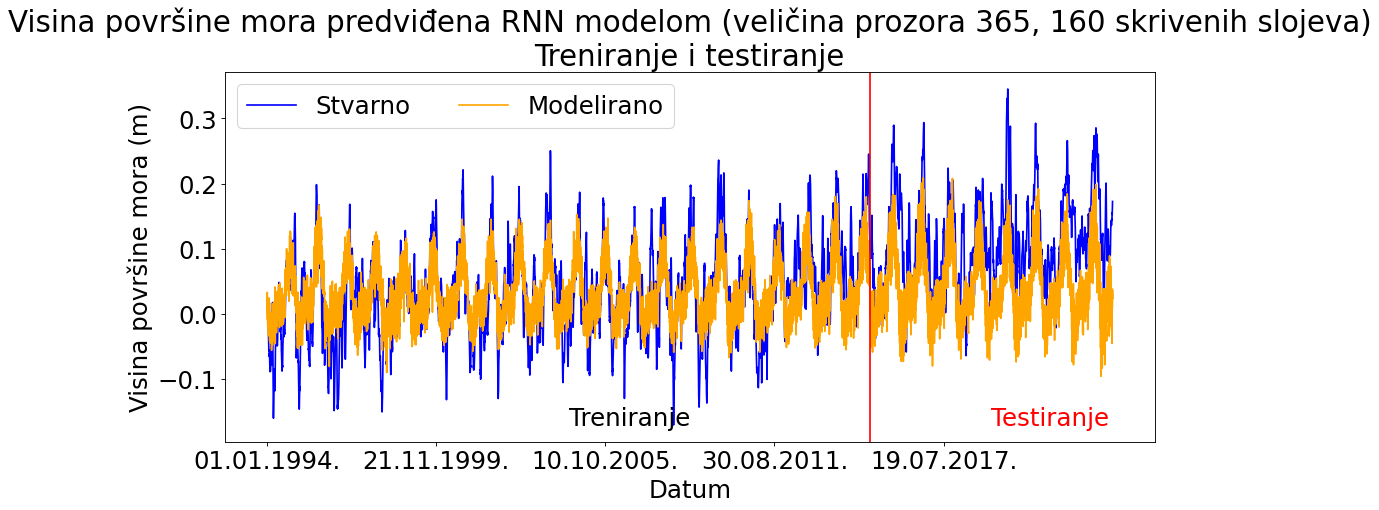 Visina površine mora predviđena RNN modelom (veličina prozora 365, 160 skrivenih slojeva)
Treniranje i testiranje
Stvarno
Modelirano
Visina površine mora (m)
0.3
0.2
0.1
0.0
−0.1
Treniranje
Testiranje
01.01.1994.
21.11.1999.
10.10.2005.
30.08.2011.
19.07.2017.
Datum